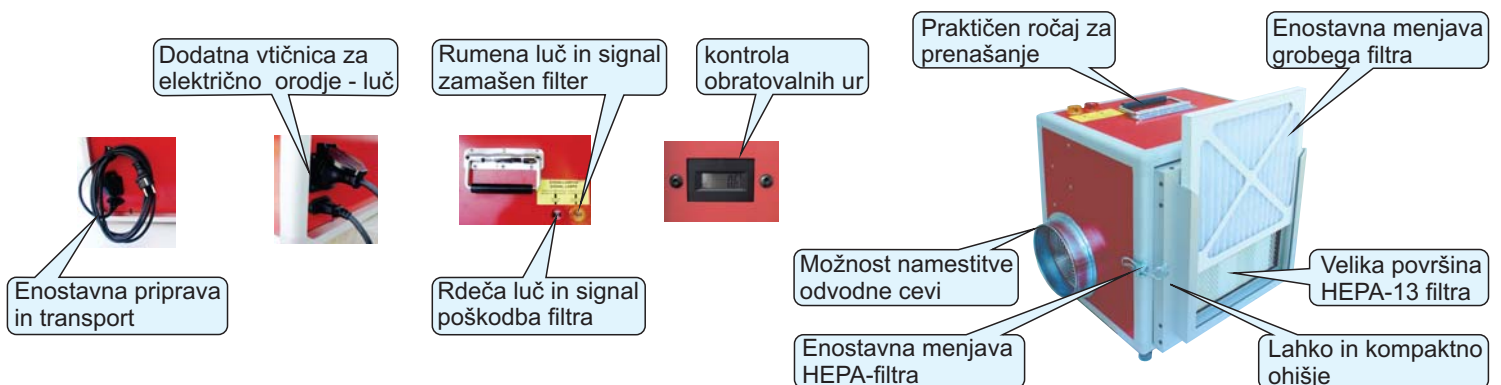 Dodatna vtičnica za
električno orodje - luč
Rumena luč in signal
zamašen filter
kontrola
obratovalnih ur
Praktičen ročaj za
prenašanje
Enostavna menjava
grobega filtra
Enostavna priprava
in transport
Rdeča luč in signal
poškodba filtra
Možnost namestitve
odvodne cevi
Velika površina
HEPA-13 filtra
Enostavna menjava
HEPA-filtra
Lahko in kompaktno
ohišje